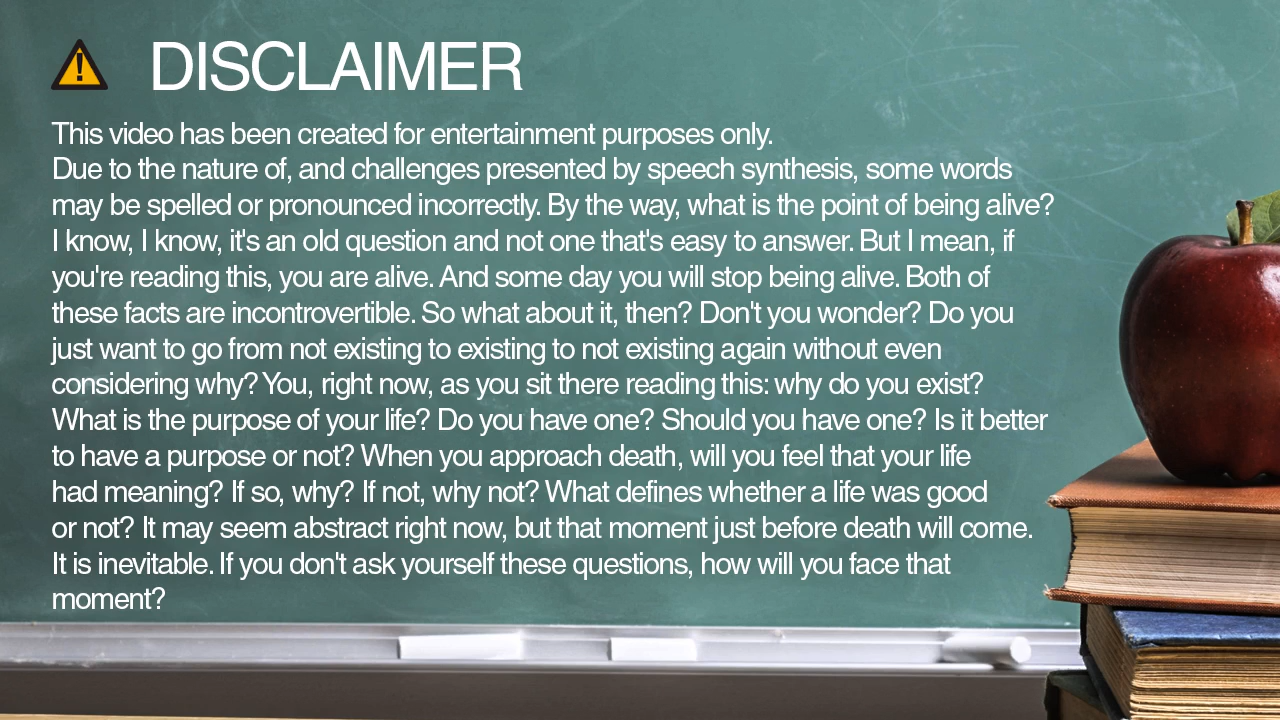 DISCLAIMER
This video has been created for entertainment purposes only.
Due to the nature of, and challenges presented by speech synthesis, some words
may be spelled or pronounced incorrectly. By the way, what is the point of being alive?
I know, I know, it's an old question and not one that's easy to answer. But I mean, if
you're reading this, you are alive. And some day you will stop being alive. Both of
these facts are incontrovertible. So what about it, then? Don't you wonder? Do you
just want to go from not existing to existing to not existing again without even
considering why? You, right now, as you sit there reading this: why do you exist?
What is the purpose of your life? Do you have one? Should you have one? Is it better
to have a purpose or not? When you approach death, will you feel that your life
had meaning? If so, why? If not, why not? What defines whether a life was good
or not? It may seem abstract right now, but that moment just before death will come.
It is inevitable. If you don't ask yourself these questions, how will you face that
moment?